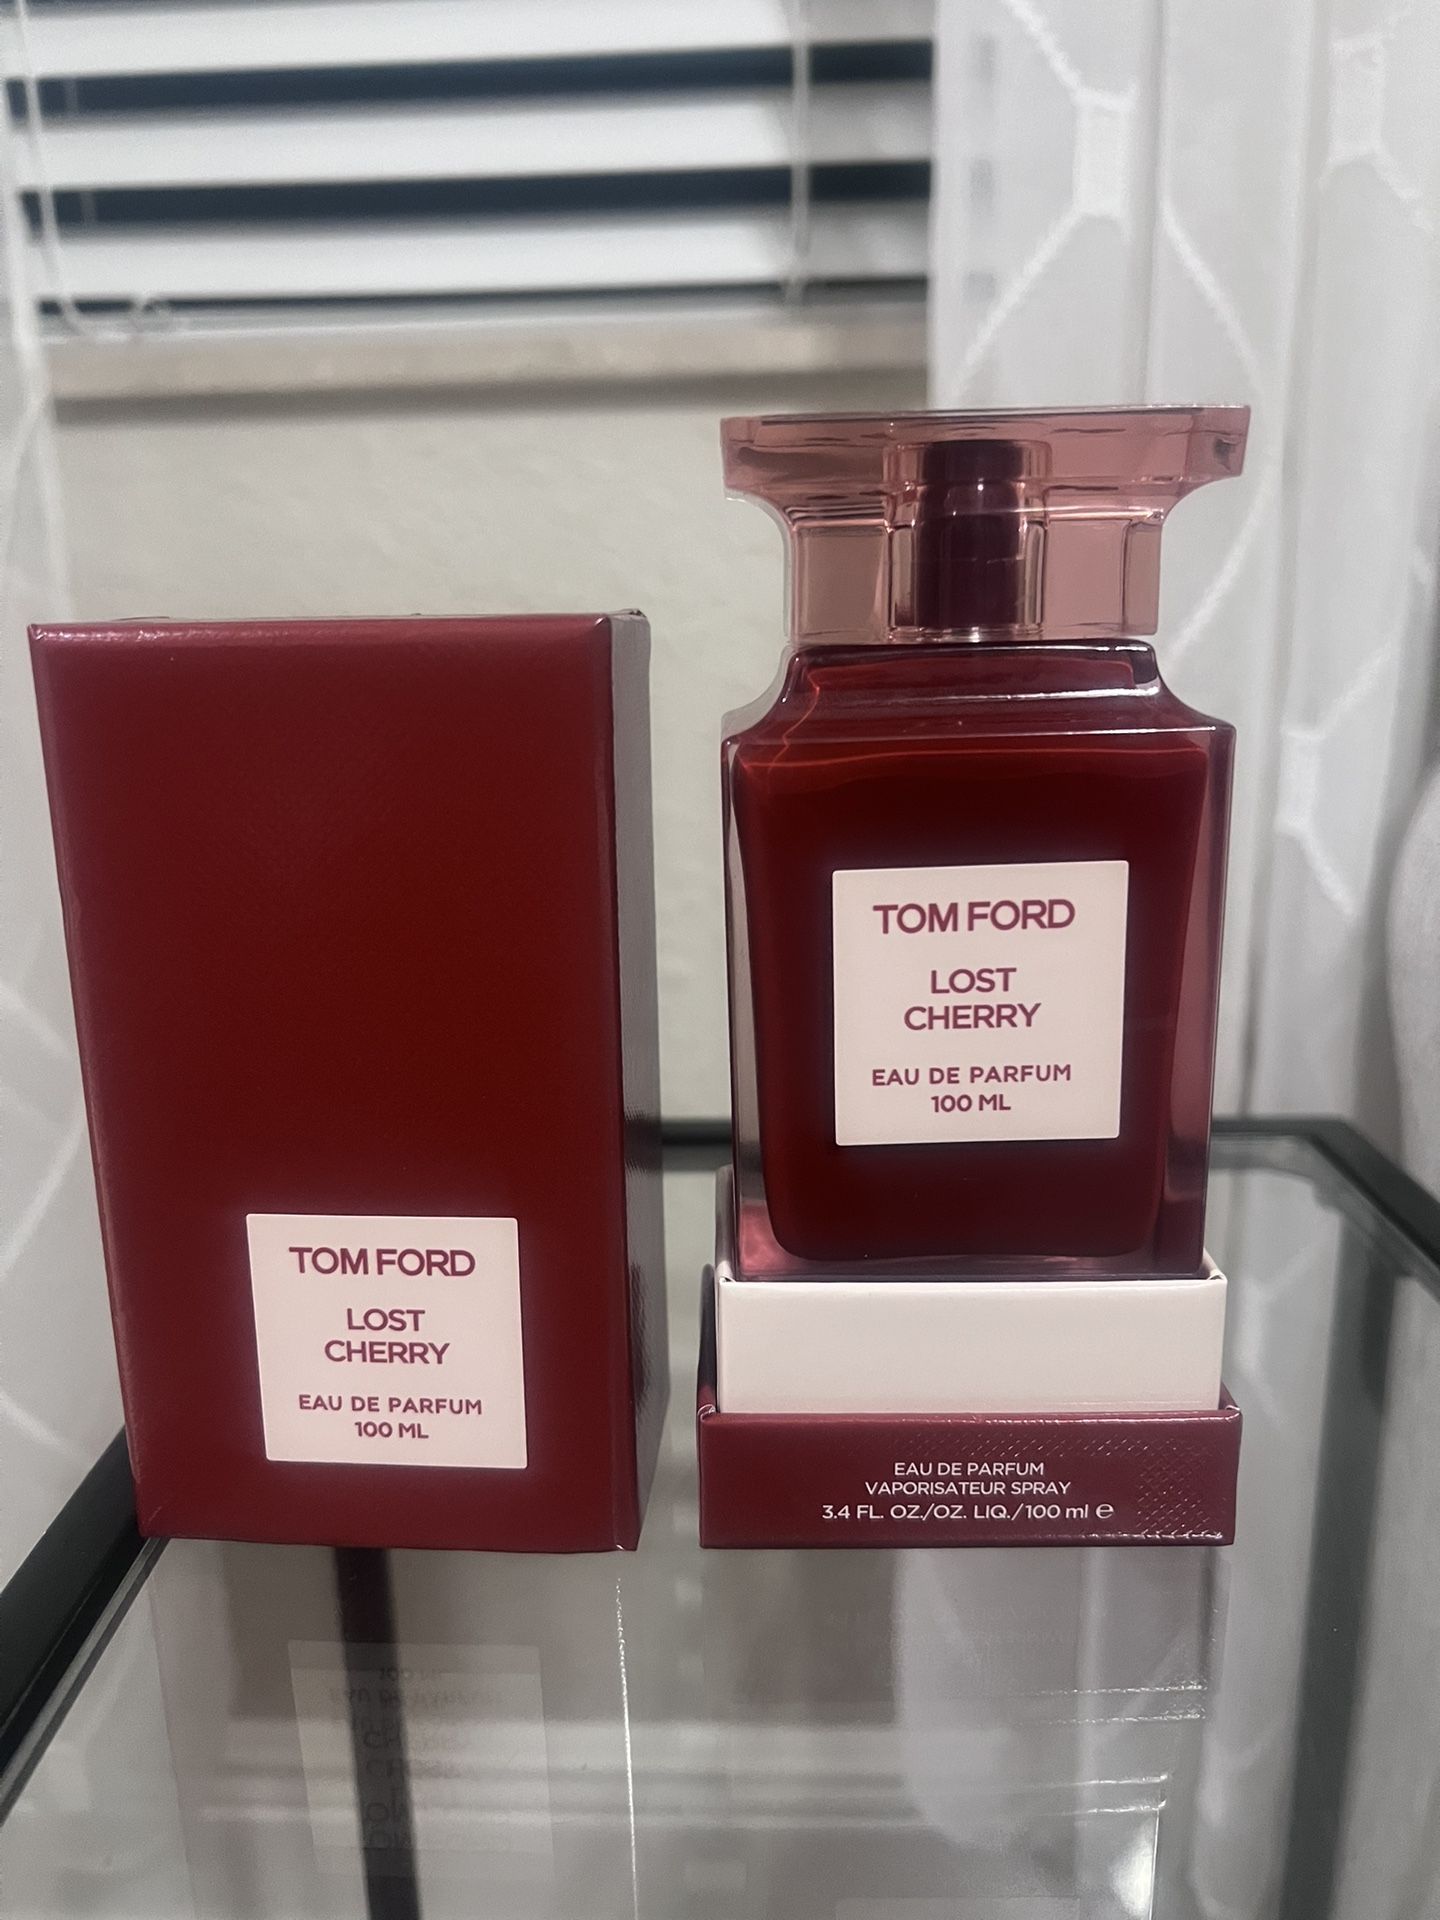 TOM FORD
LOST
CHERRY
EAU DE PARFUM
100 ML
TOM FORD
LOST
CHERRY
EAU DE PARFUM
100 ML
EAU DE PARFUM
VAPORISATEUR SPRAY
3.4 FL. OZ./OZ. LIQ./100 ml ℮